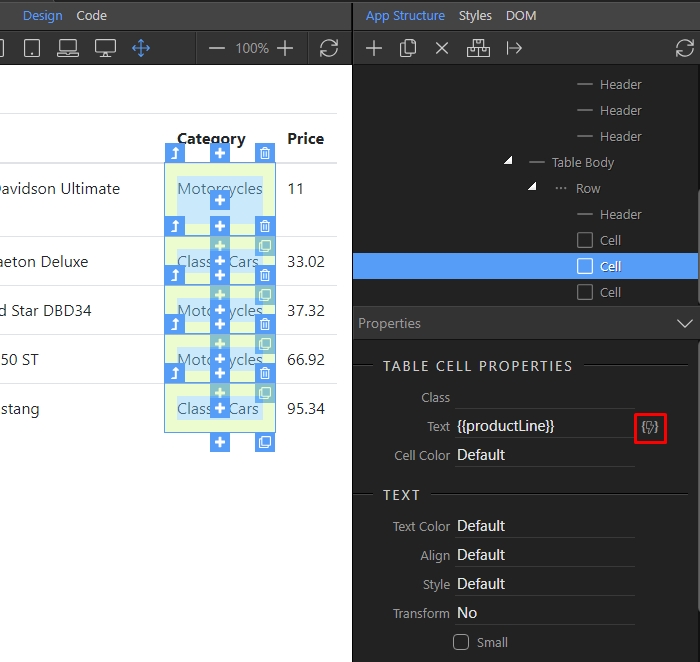 Design Code
App Structure Styles DOM
100%
Header
Header
Category Price
Header
Table Body
Davidson Ultimate Motorcycles 11
Row
Header
Cell
aeton Deluxe Classic Cars 33.02
Cell
Cell
d Star DBD34 Motorcycles 37.32
Properties
50 ST Motorcycles 66.92
TABLE CELL PROPERTIES
Class
stang Classic Cars 95.34
Text {{productLine}}
Cell Color Default
TEXT
Text Color Default
Align Default
Style Default
Transform No
Small